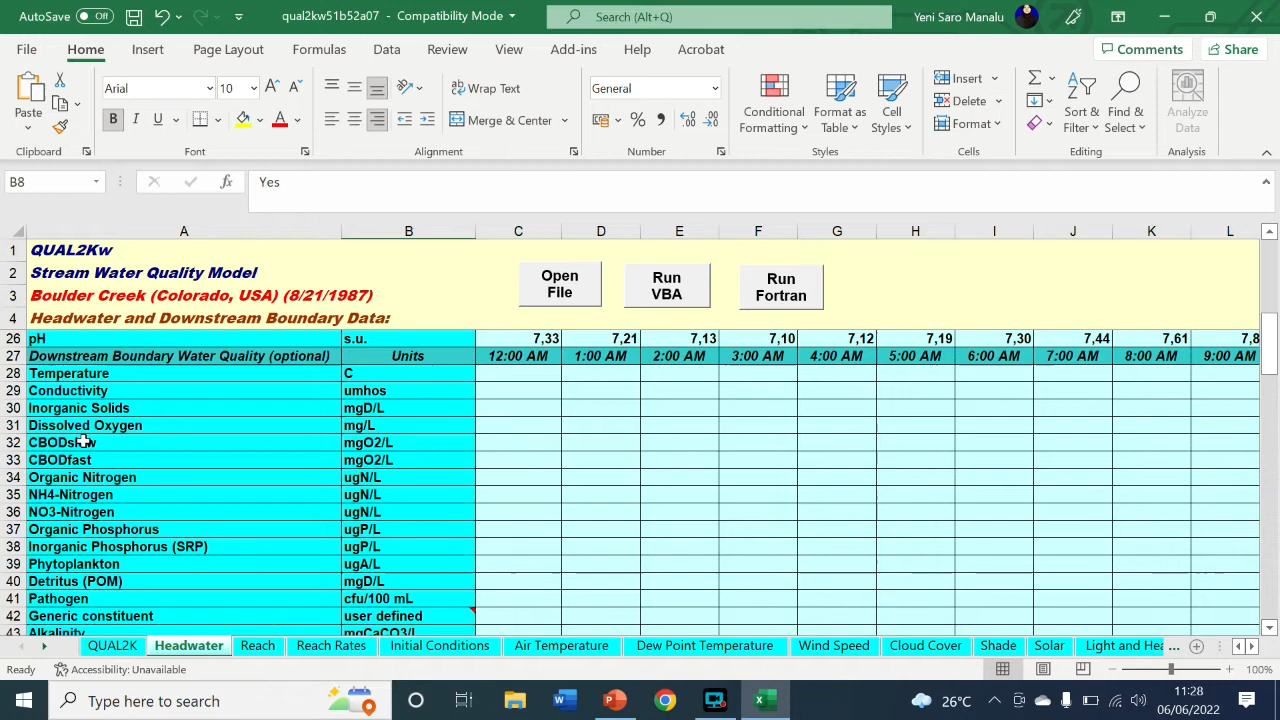 AutoSave Off qual2kw51b52a07 - Compatibility Mode Search (Alt+Q) Yeni Saro Manalu
File Home Insert Page Layout Formulas Data Review View Add-ins Help Acrobat Comments Share
Paste Arial 10 Wrap Text General Conditional Formatting Format as Table Cell Styles Insert Sort & Filter Find & Select Analyze Data
B I U Merge & Center % Delete
Format
Clipboard Font Alignment Number Styles Cells Editing Analysis
B8 fx Yes
A B C D E F G H I J K L
1 QUAL2Kw
2 Stream Water Quality Model
3 Boulder Creek (Colorado, USA) (8/21/1987)
4 Headwater and Downstream Boundary Data:
Open File Run VBA Run Fortran
26 pH s.u. 7,33 7,21 7,13 7,10 7,12 7,19 7,30 7,44 7,61 7,8
27 Downstream Boundary Water Quality (optional) Units 12:00 AM 1:00 AM 2:00 AM 3:00 AM 4:00 AM 5:00 AM 6:00 AM 7:00 AM 8:00 AM 9:00 AM
28 Temperature C
29 Conductivity umhos
30 Inorganic Solids mgD/L
31 Dissolved Oxygen mg/L
32 CBODslow mgO2/L
33 CBODfast mgO2/L
34 Organic Nitrogen ugN/L
35 NH4-Nitrogen ugN/L
36 NO3-Nitrogen ugN/L
37 Organic Phosphorus ugP/L
38 Inorganic Phosphorus (SRP) ugP/L
39 Phytoplankton ugA/L
40 Detritus (POM) mgD/L
41 Pathogen cfu/100 mL
42 Generic constituent user defined
43 Alkalinity mgCaCO3/L
QUAL2K Headwater Reach Reach Rates Initial Conditions Air Temperature Dew Point Temperature Wind Speed Cloud Cover Shade Solar Light and Hea ...
Ready Accessibility: Unavailable 100%
Type here to search 26°C 11:28
06/06/2022